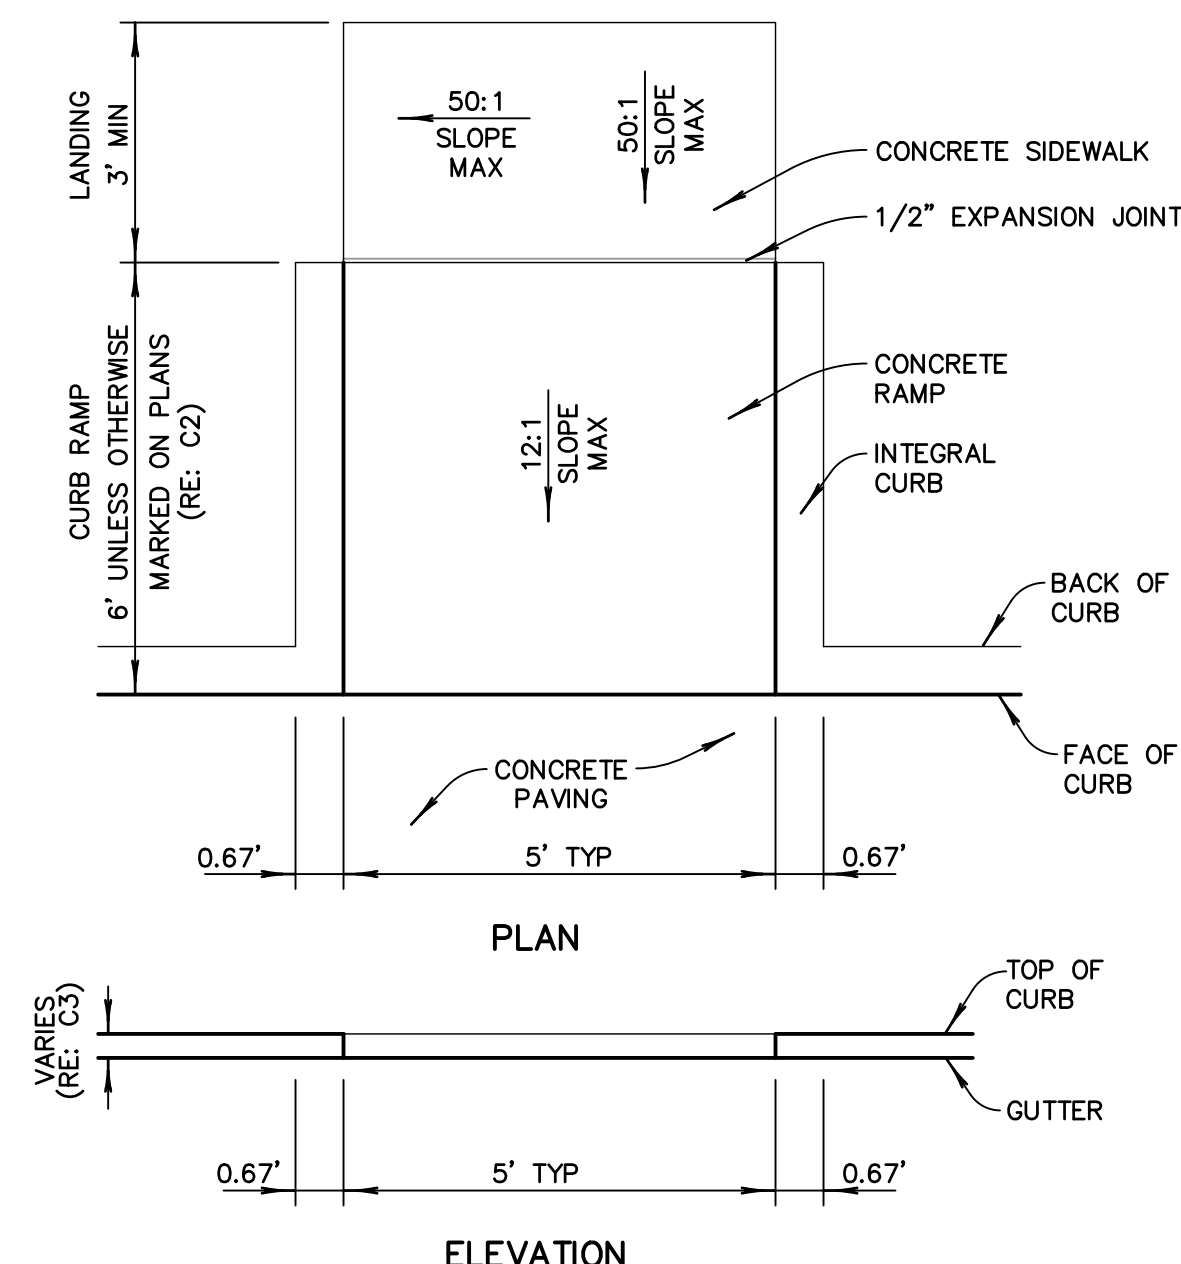 LANDING
3' MIN
50:1
SLOPE
MAX
50:1
SLOPE
MAX
CONCRETE SIDEWALK
1/2" EXPANSION JOINT
CURB RAMP
6' UNLESS OTHERWISE
MARKED ON PLANS
(RE: C2)
12:1
SLOPE
MAX
CONCRETE
RAMP
INTEGRAL
CURB
BACK OF
CURB
FACE OF
CURB
CONCRETE
PAVING
0.67'
5' TYP
0.67'
PLAN
VARIES
(RE: C3)
TOP OF
CURB
GUTTER
0.67'
5' TYP
0.67'
ELEVATION